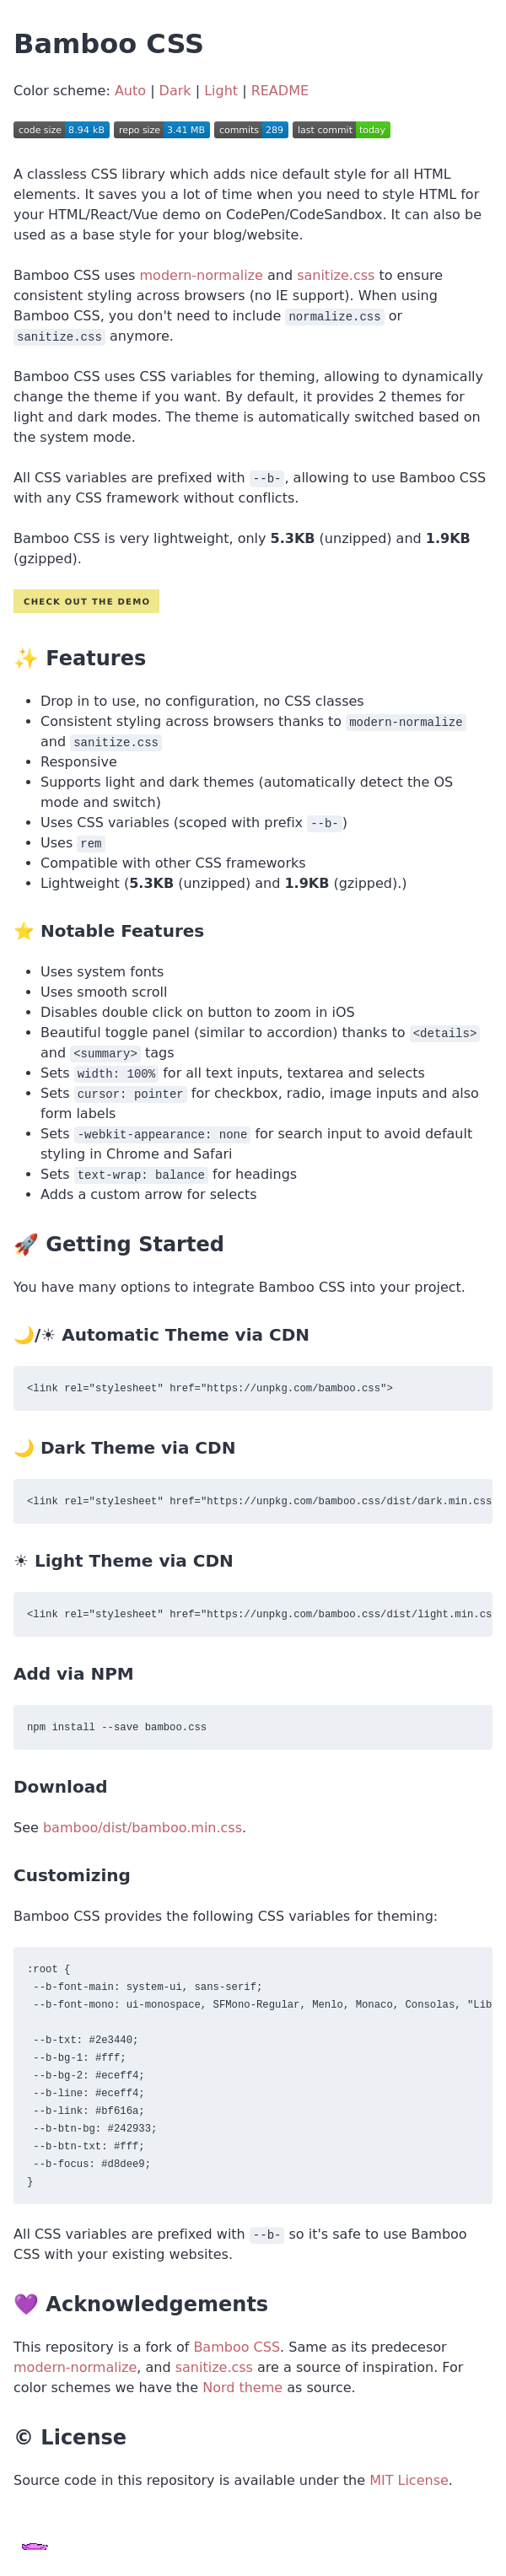 Bamboo CSS
Color scheme: Auto | Dark | Light | README
code size 8.94 kB repo size 3.41 MB commits 289 last commit today
A classless CSS library which adds nice default style for all HTML
elements. It saves you a lot of time when you need to style HTML for
your HTML/React/Vue demo on CodePen/CodeSandbox. It can also be
used as a base style for your blog/website.
Bamboo CSS uses modern-normalize and sanitize.css to ensure
consistent styling across browsers (no IE support). When using
Bamboo CSS, you don't need to include normalize.css or
sanitize.css anymore.
Bamboo CSS uses CSS variables for theming, allowing to dynamically
change the theme if you want. By default, it provides 2 themes for
light and dark modes. The theme is automatically switched based on
the system mode.
All CSS variables are prefixed with --b-, allowing to use Bamboo CSS
with any CSS framework without conflicts.
Bamboo CSS is very lightweight, only 5.3KB (unzipped) and 1.9KB
(gzipped).
CHECK OUT THE DEMO
✨ Features
• Drop in to use, no configuration, no CSS classes
• Consistent styling across browsers thanks to modern-normalize
and sanitize.css
• Responsive
• Supports light and dark themes (automatically detect the OS
mode and switch)
• Uses CSS variables (scoped with prefix --b-)
• Uses rem
• Compatible with other CSS frameworks
• Lightweight (5.3KB (unzipped) and 1.9KB (gzipped).)
⭐ Notable Features
• Uses system fonts
• Uses smooth scroll
• Disables double click on button to zoom in iOS
• Beautiful toggle panel (similar to accordion) thanks to <details>
and <summary> tags
• Sets width: 100% for all text inputs, textarea and selects
• Sets cursor: pointer for checkbox, radio, image inputs and also
form labels
• Sets -webkit-appearance: none for search input to avoid default
styling in Chrome and Safari
• Sets text-wrap: balance for headings
• Adds a custom arrow for selects
🚀 Getting Started
You have many options to integrate Bamboo CSS into your project.
🌙/☀ Automatic Theme via CDN
<link rel="stylesheet" href="https://unpkg.com/bamboo.css">
🌙 Dark Theme via CDN
<link rel="stylesheet" href="https://unpkg.com/bamboo.css/dist/dark.min.css
☀ Light Theme via CDN
<link rel="stylesheet" href="https://unpkg.com/bamboo.css/dist/light.min.cs
Add via NPM
npm install --save bamboo.css
Download
See bamboo/dist/bamboo.min.css.
Customizing
Bamboo CSS provides the following CSS variables for theming:
:root {
--b-font-main: system-ui, sans-serif;
--b-font-mono: ui-monospace, SFMono-Regular, Menlo, Monaco, Consolas, "Lib
--b-txt: #2e3440;
--b-bg-1: #fff;
--b-bg-2: #eceff4;
--b-line: #eceff4;
--b-link: #bf616a;
--b-btn-bg: #242933;
--b-btn-txt: #fff;
--b-focus: #d8dee9;
}
All CSS variables are prefixed with --b- so it's safe to use Bamboo
CSS with your existing websites.
💜 Acknowledgements
This repository is a fork of Bamboo CSS. Same as its predecesor
modern-normalize, and sanitize.css are a source of inspiration. For
color schemes we have the Nord theme as source.
© License
Source code in this repository is available under the MIT License.